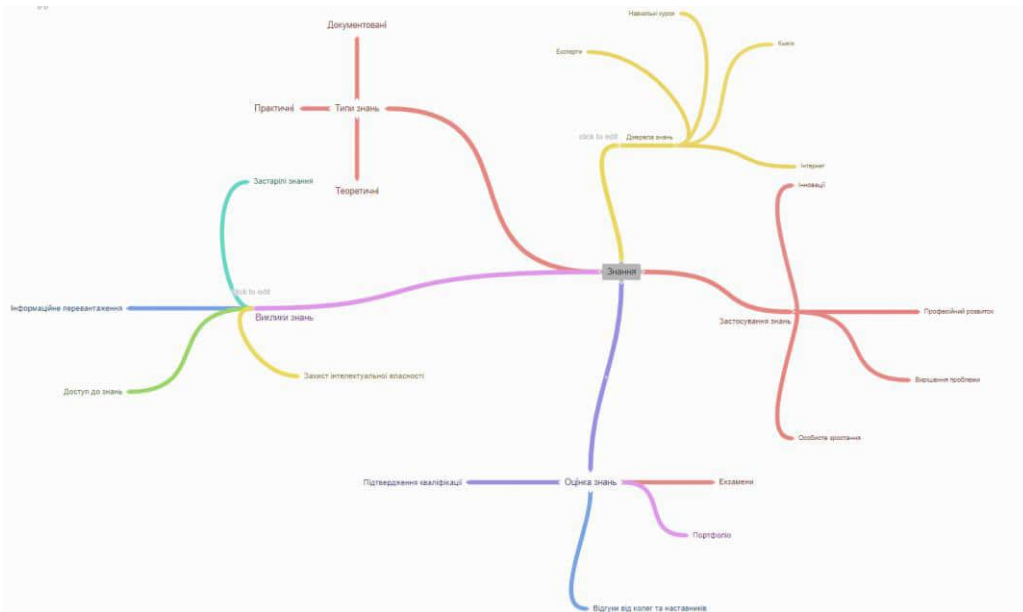 Документовані
Практичні
Типи знань
Теоретичні
Навчальні курси
Експерти
Книги
click to edit
Джерела знань
Інтернет
Застарілі знання
click to edit
Інформаційне перевантаження
Виклики знань
Захист інтелектуальної власності
Доступ до знань
Знання
Інновації
Застосування знань
Професійний розвиток
Вирішення проблеми
Особисте зростання
Підтвердження кваліфікації
Оцінка знань
Екзамени
Портфоліо
Відгуки від колег та наставників